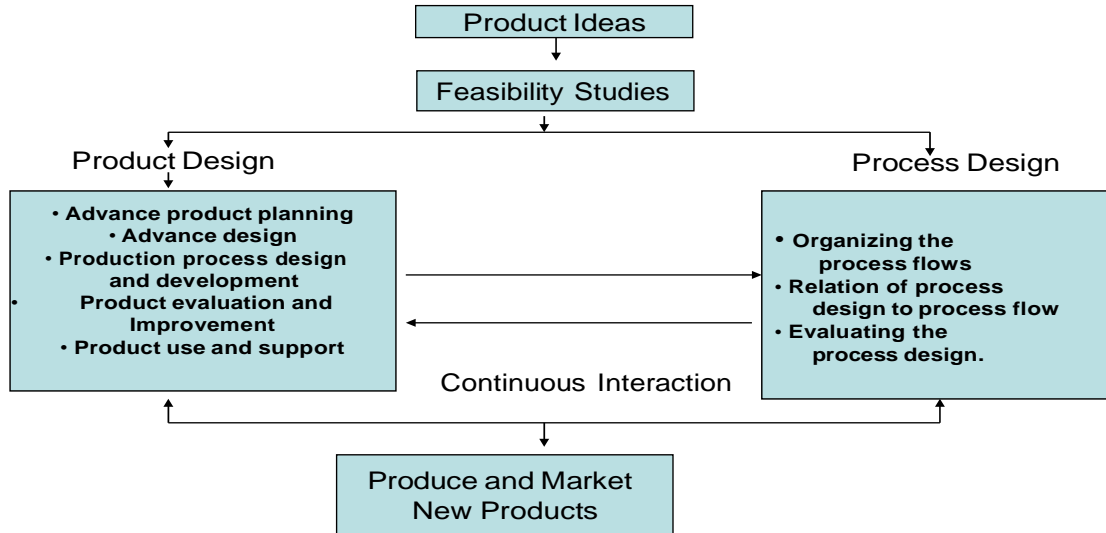 Product Ideas
Feasibility Studies
Product Design
Process Design
• Advance product planning
• Advance design
• Production process design
and development
• Product evaluation and
Improvement
• Product use and support
• Organizing the
process flows
• Relation of process
design to process flow
• Evaluating the
process design.
Continuous Interaction
Produce and Market
New Products